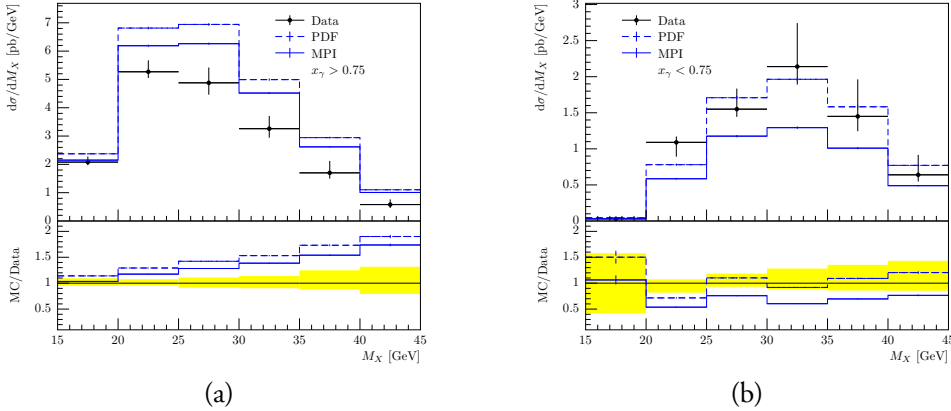 dσ/dM_X [pb/GeV]
7
6
5
4
3
2
1
0
Data
PDF
MPI
x_γ > 0.75
MC/Data
2
1.5
1
0.5
15 20 25 30 35 40 45
M_X [GeV]
(a)
dσ/dM_X [pb/GeV]
3
2.5
2
1.5
1
0.5
0
Data
PDF
MPI
x_γ < 0.75
MC/Data
2
1.5
1
0.5
15 20 25 30 35 40 45
M_X [GeV]
(b)